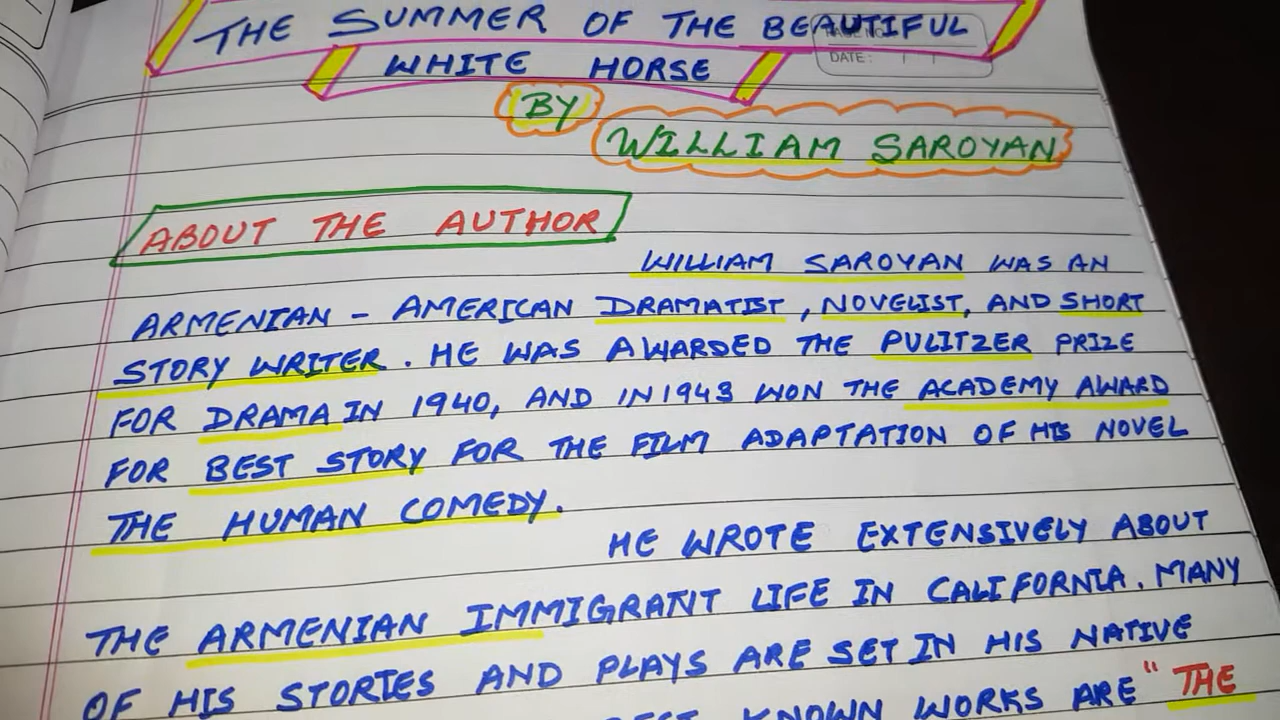 THE SUMMER OF THE BEAUTIFUL
WHITE HORSE
DATE:
BY
WILLIAM SAROYAN
ABOUT THE AUTHOR
WILLIAM SAROYAN WAS AN
ARMENIAN - AMERICAN DRAMATIST, NOVELIST, AND SHORT
STORY WRITER. HE WAS AWARDED THE PULITZER PRIZE
FOR DRAMA IN 1940, AND IN 1943 WON THE ACADEMY AWARD
FOR BEST STORY FOR THE FILM ADAPTATION OF HIS NOVEL
THE HUMAN COMEDY.
HE WROTE EXTENSIVELY ABOUT
THE ARMENIAN IMMIGRANT LIFE IN CALIFORNIA. MANY
OF HIS STORIES AND PLAYS ARE SET IN HIS NATIVE
KNOWN WORKS ARE "THE